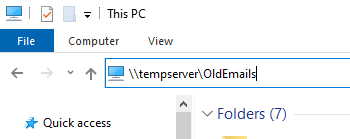 This PC
File Computer View
\\tempserver\OldEmails
Quick access
Folders (7)